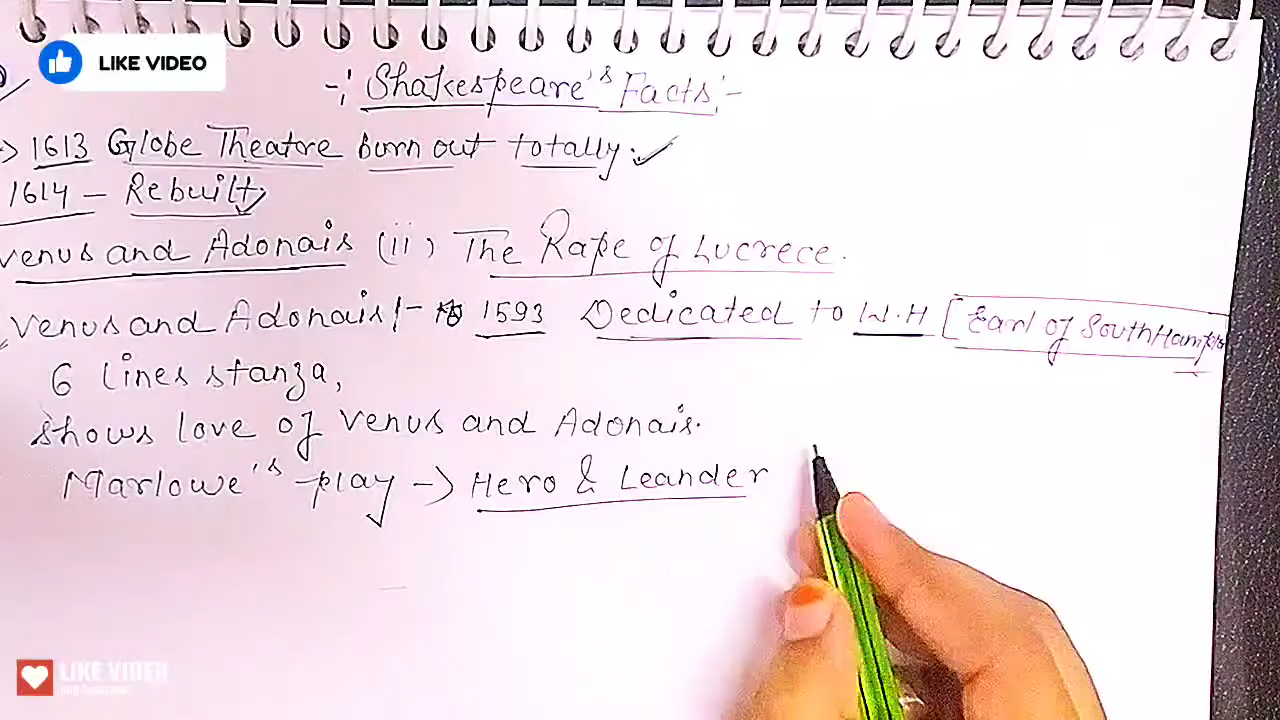 LIKE VIDEO
-: Shakespeare's Facts :-
-> 1613 Globe Theatre burn out totally.
1614 - Rebuilt
Venus and Adonais (ii) The Rape of Lucrece.
Venus and Adonais :- 1593 Dedicated to W.H [Earl of SouthHampton
6 lines stanza,
shows love of Venus and Adonais.
Marlowe's play -> Hero & Leander
LIKE VIDEO